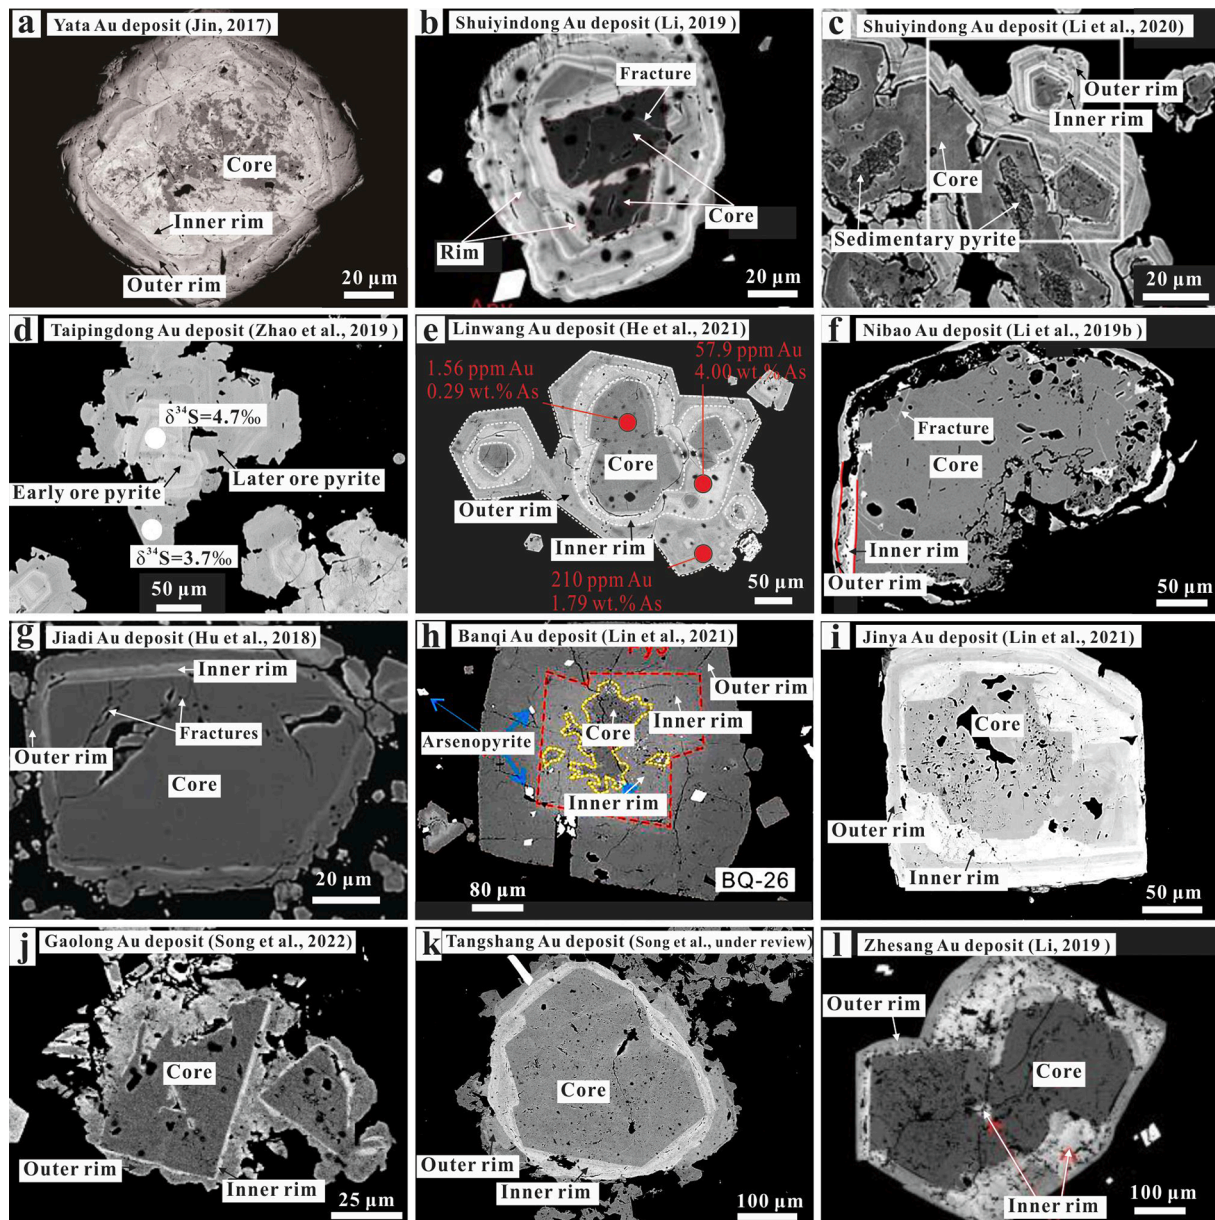 a Yata Au deposit (Jin, 2017)
Core
Inner rim
Outer rim
20 µm
b Shuiyindong Au deposit (Li, 2019)
Fracture
Core
Rim
20 µm
c Shuiyindong Au deposit (Li et al., 2020)
Outer rim
Inner rim
Core
Sedimentary pyrite
20 µm
d Taipingdong Au deposit (Zhao et al., 2019)
δ³⁴S=4.7‰
Early ore pyrite
Later ore pyrite
δ³⁴S=3.7‰
50 µm
e Linwang Au deposit (He et al., 2021)
1.56 ppm Au
0.29 wt.% As
57.9 ppm Au
4.00 wt.% As
Core
Outer rim
Inner rim
210 ppm Au
1.79 wt.% As
50 µm
f Nibao Au deposit (Li et al., 2019b)
Fracture
Core
Inner rim
Outer rim
50 µm
g Jiadi Au deposit (Hu et al., 2018)
Inner rim
Fractures
Outer rim
Core
20 µm
h Banqi Au deposit (Lin et al., 2021)
Outer rim
Inner rim
Core
Arsenopyrite
Inner rim
80 µm
BQ-26
i Jinya Au deposit (Lin et al., 2021)
Core
Outer rim
Inner rim
50 µm
j Gaolong Au deposit (Song et al., 2022)
Core
Outer rim
Inner rim
25 µm
k Tangshang Au deposit (Song et al., under review)
Core
Outer rim
Inner rim
100 µm
l Zhesang Au deposit (Li, 2019)
Outer rim
Core
Inner rim
100 µm